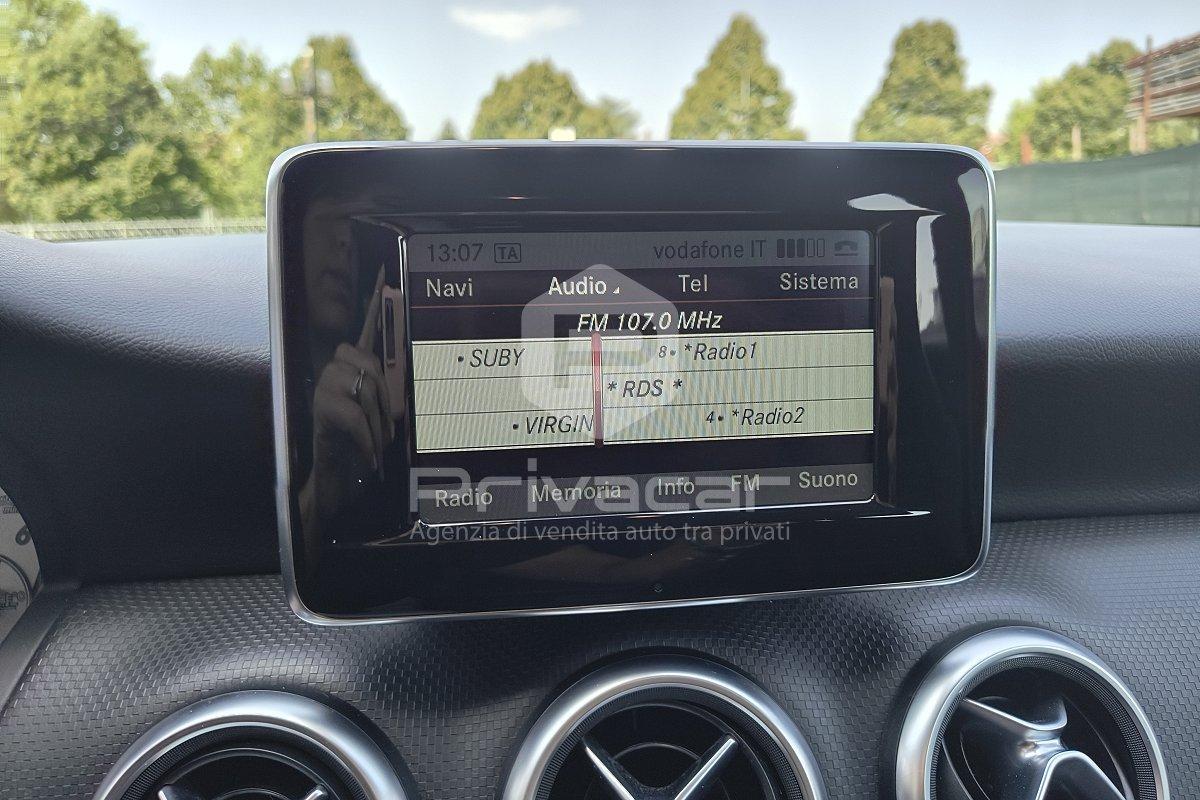 13:07 TA vodafone IT
Navi Audio Tel Sistema
FM 107.0 MHz
• SUBY 8• *Radio1
* RDS *
• VIRGIN 4• *Radio2
Radio Memoria Info FM Suono
Privacar
Agenzia di vendita auto tra privati